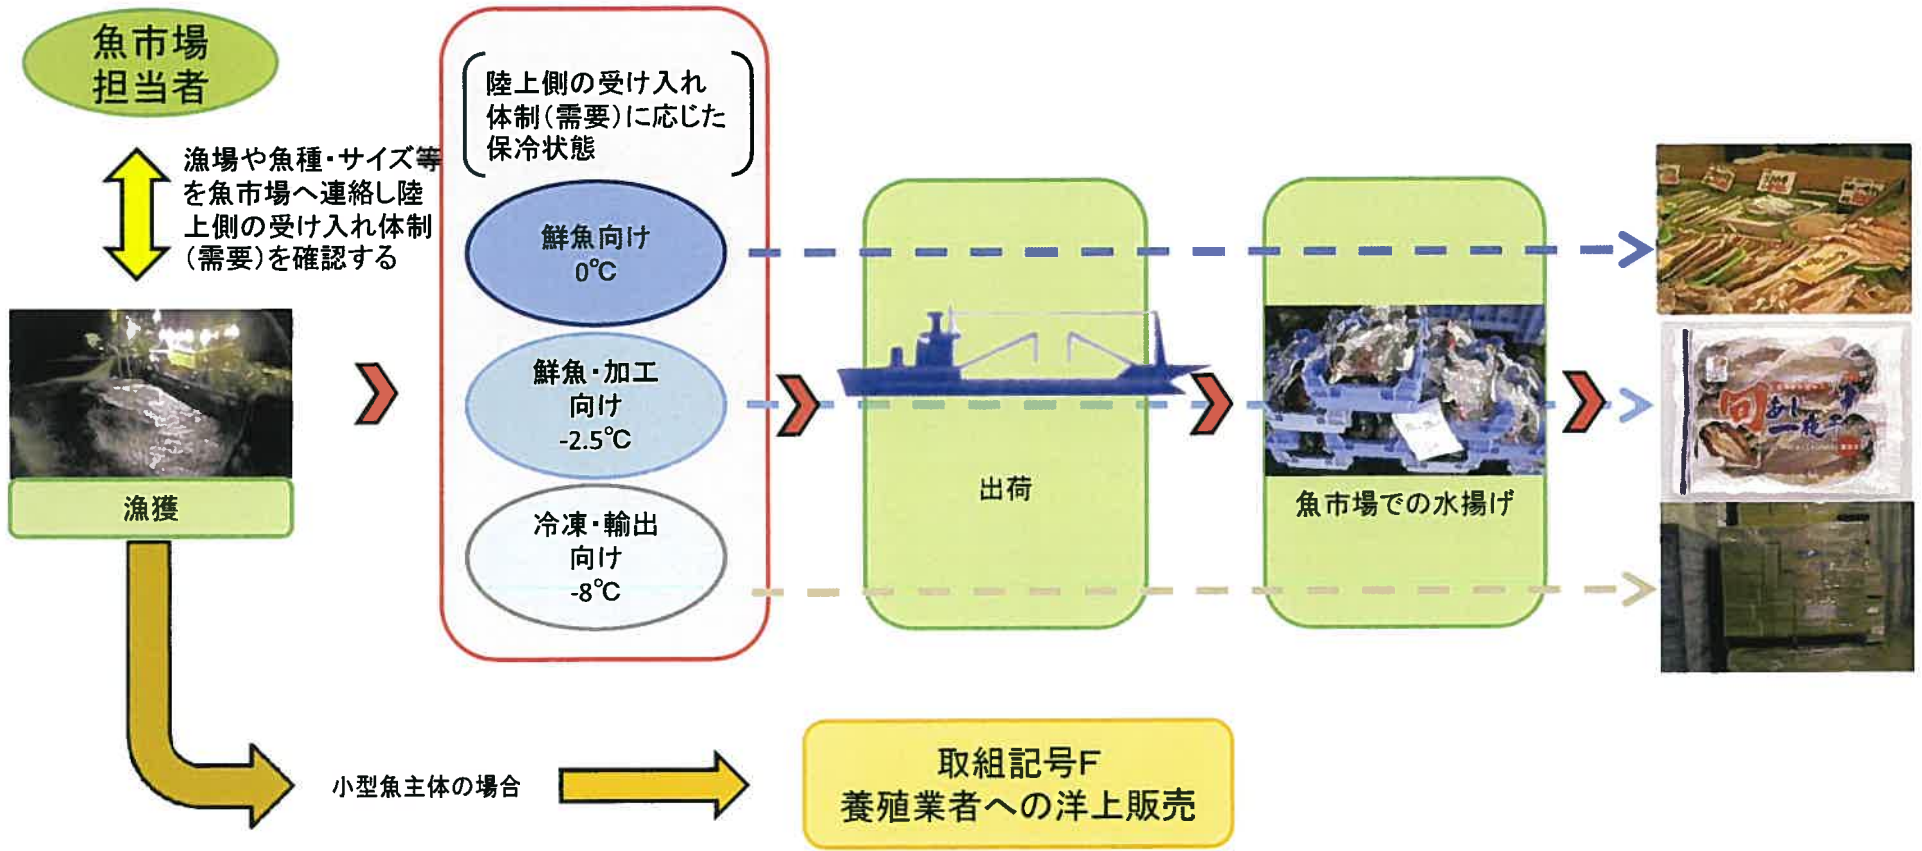 魚市場
担当者
漁場や魚種・サイズ等
を魚市場へ連絡し陸
上側の受け入れ体制
(需要)を確認する
漁獲
陸上側の受け入れ
体制(需要)に応じた
保冷状態
鮮魚向け
0℃
鮮魚・加工
向け
-2.5℃
冷凍・輸出
向け
-8℃
出荷
魚市場での水揚げ
旬
あじ
一夜干
小型魚主体の場合
取組記号F
養殖業者への洋上販売